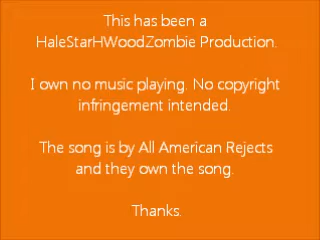 This has been a
HaleStarHWoodZombie Production.
I own no music playing. No copyright
infringement intended.
The song is by All American Rejects
and they own the song.
Thanks.